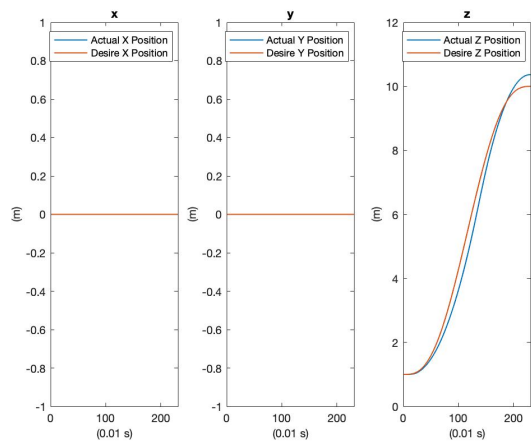 x
Actual X Position
Desire X Position
1
0.8
0.6
0.4
0.2
0
-0.2
-0.4
-0.6
-0.8
-1
(m)
0 100 200
(0.01 s)
y
Actual Y Position
Desire Y Position
1
0.8
0.6
0.4
0.2
0
-0.2
-0.4
-0.6
-0.8
-1
(m)
0 100 200
(0.01 s)
z
Actual Z Position
Desire Z Position
12
10
8
6
4
2
0
(m)
0 100 200
(0.01 s)